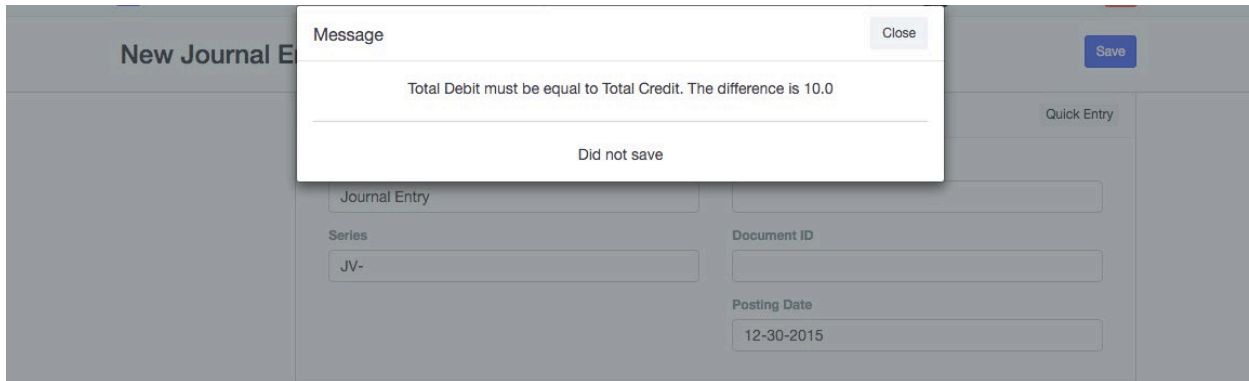 New Journal E
Message
Close
Save
Total Debit must be equal to Total Credit. The difference is 10.0
Did not save
Quick Entry
Journal Entry
Series
Document ID
JV-
Posting Date
12-30-2015